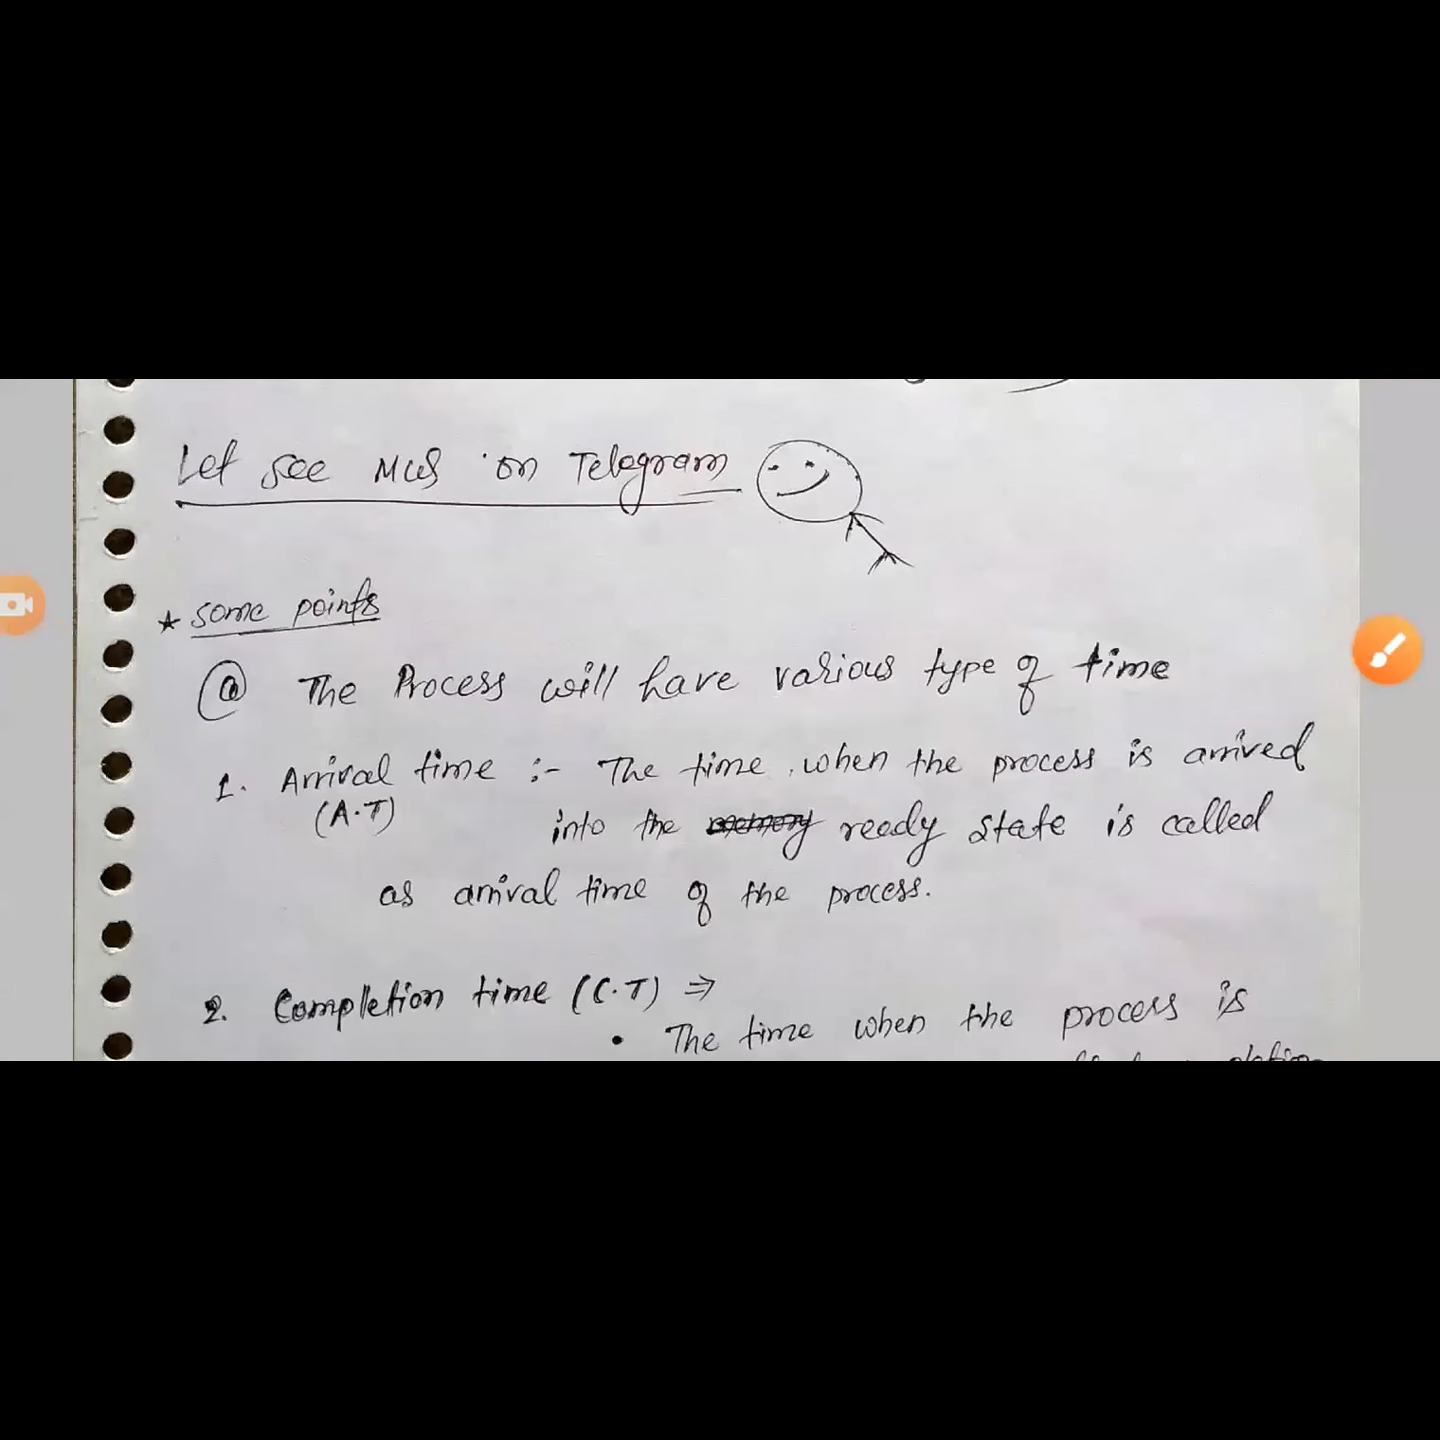 Let see MCQ on Telegram
★ some points
@ The Process will have various type of time
1. Arrival time :- The time when the process is arrived
(A.T) into the ready state is called
as arrival time of the process.
2. Completion time (C.T) ⇒
• The time when the process is